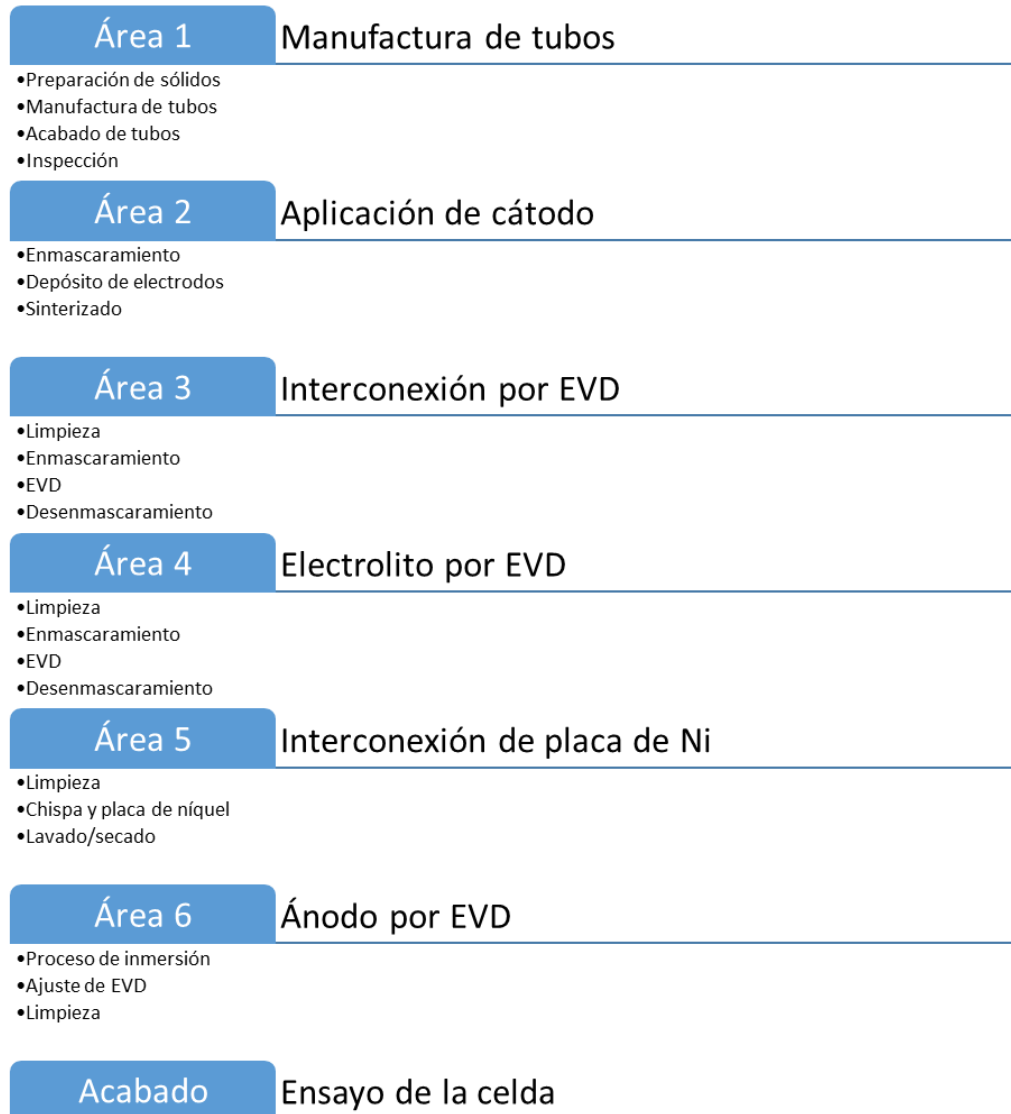 Área 1 Manufactura de tubos
•Preparación de sólidos
•Manufactura de tubos
•Acabado de tubos
•Inspección
Área 2 Aplicación de cátodo
•Enmascaramiento
•Depósito de electrodos
•Sinterizado
Área 3 Interconexión por EVD
•Limpieza
•Enmascaramiento
•EVD
•Desenmascaramiento
Área 4 Electrolito por EVD
•Limpieza
•Enmascaramiento
•EVD
•Desenmascaramiento
Área 5 Interconexión de placa de Ni
•Limpieza
•Chispa y placa de níquel
•Lavado/secado
Área 6 Ánodo por EVD
•Proceso de inmersión
•Ajuste de EVD
•Limpieza
Acabado Ensayo de la celda